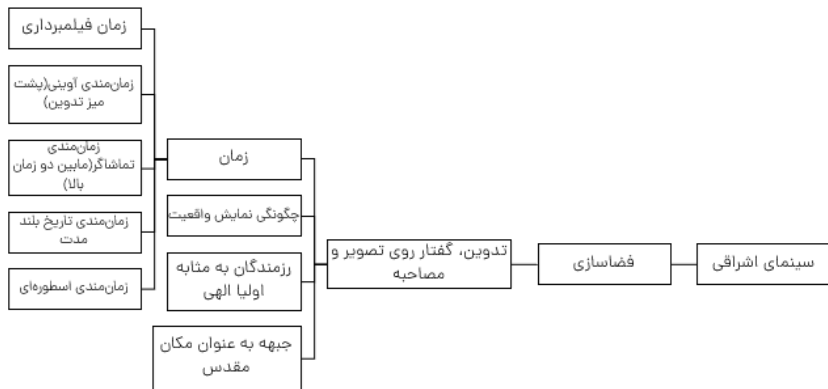 سینمای اشراقی
فضاسازی
تدوین، گفتار روی تصویر و
مصاحبه
زمان
چگونگی نمایش واقعیت
رزمندگان به مثابه
اولیا الهی
جبهه به عنوان مکان
مقدس
زمان فیلمبرداری
زمان‌مندی آوینی(پشت
میز تدوین)
زمان‌مندی
تماشاگر(مابین دو زمان
بالا)
زمان‌مندی تاریخ بلند
مدت
زمان‌مندی اسطوره‌ای